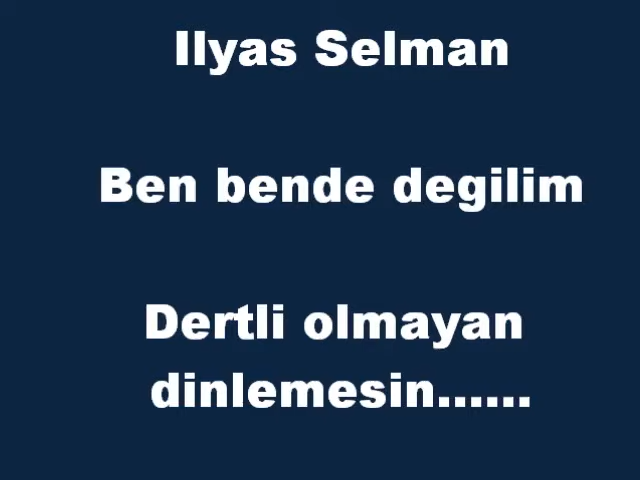 Ilyas Selman
Ben bende degilim
Dertli olmayan
dinlemesin......